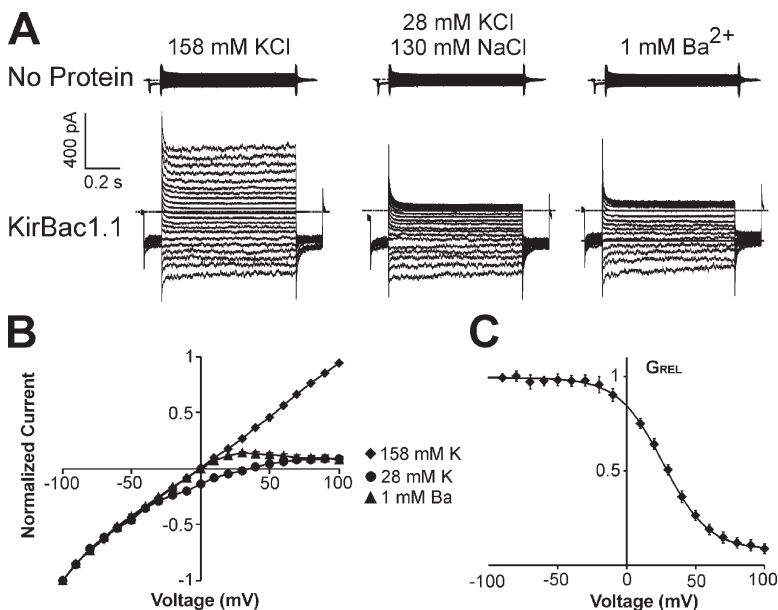 A
158 mM KCl
28 mM KCl
130 mM NaCl
1 mM Ba2+
No Protein
400 pA
0.2 s
KirBac1.1
B
1
0.5
-100
-50
50
100
-0.5
-1
Normalized Current
Voltage (mV)
158 mM K
28 mM K
1 mM Ba
C
GREL
1
0.5
-100
-50
0
50
100
Voltage (mV)